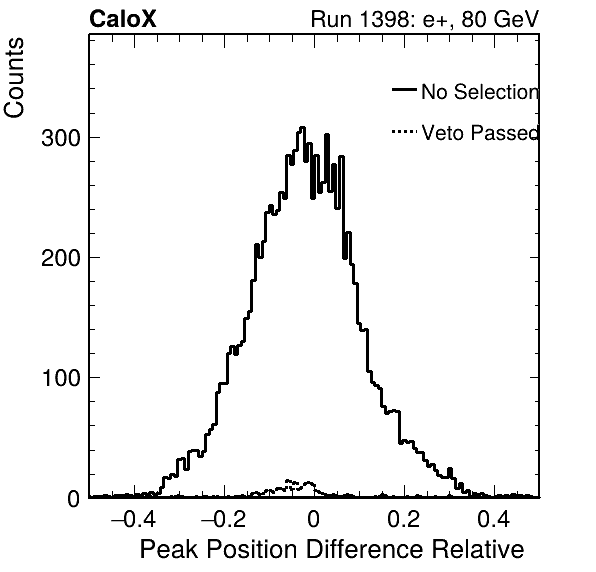 CaloX Run 1398: e+, 80 GeV
Counts
No Selection
Veto Passed
300
200
100
0
−0.4 −0.2 0 0.2 0.4
Peak Position Difference Relative